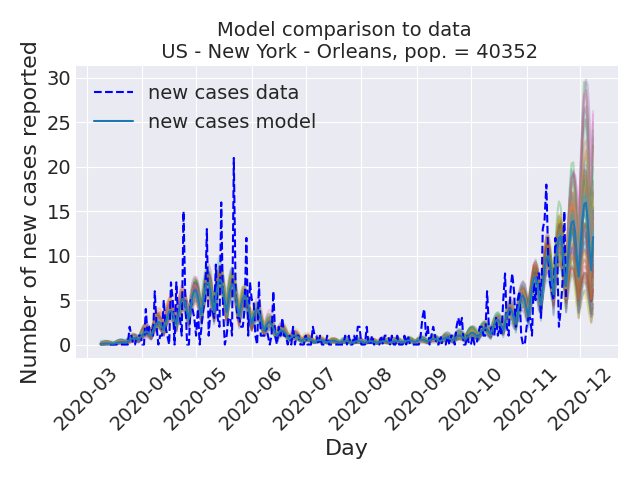 Model comparison to data
US - New York - Orleans, pop. = 40352
Number of new cases reported
30
25
20
15
10
5
0
new cases data
new cases model
2020-03
2020-04
2020-05
2020-06
2020-07
2020-08
2020-09
2020-10
2020-11
2020-12
Day